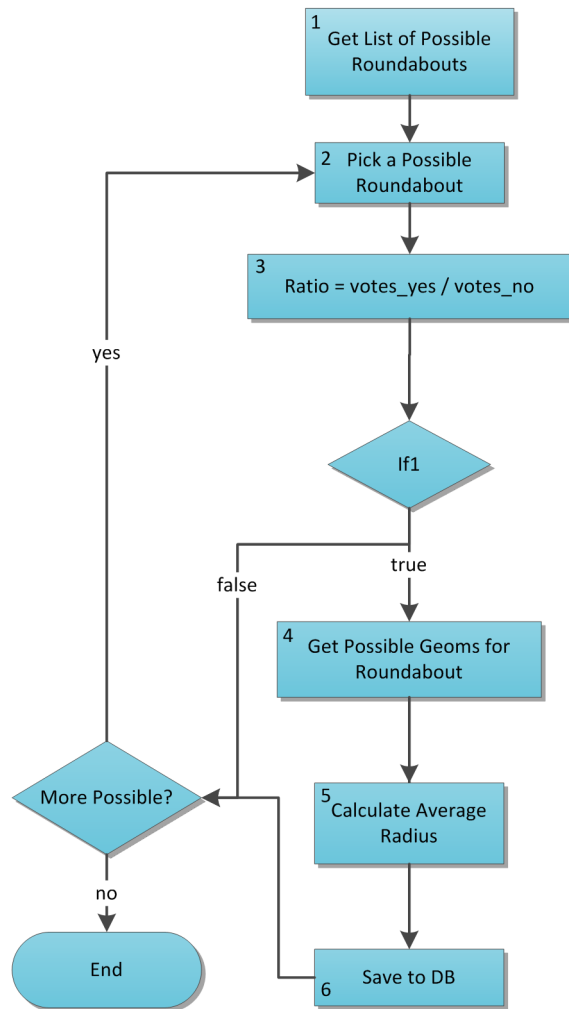 1
Get List of Possible
Roundabouts
2
Pick a Possible
Roundabout
3
Ratio = votes_yes / votes_no
yes
If1
false
true
4
Get Possible Geoms for
Roundabout
More Possible?
5
Calculate Average
Radius
no
End
6
Save to DB